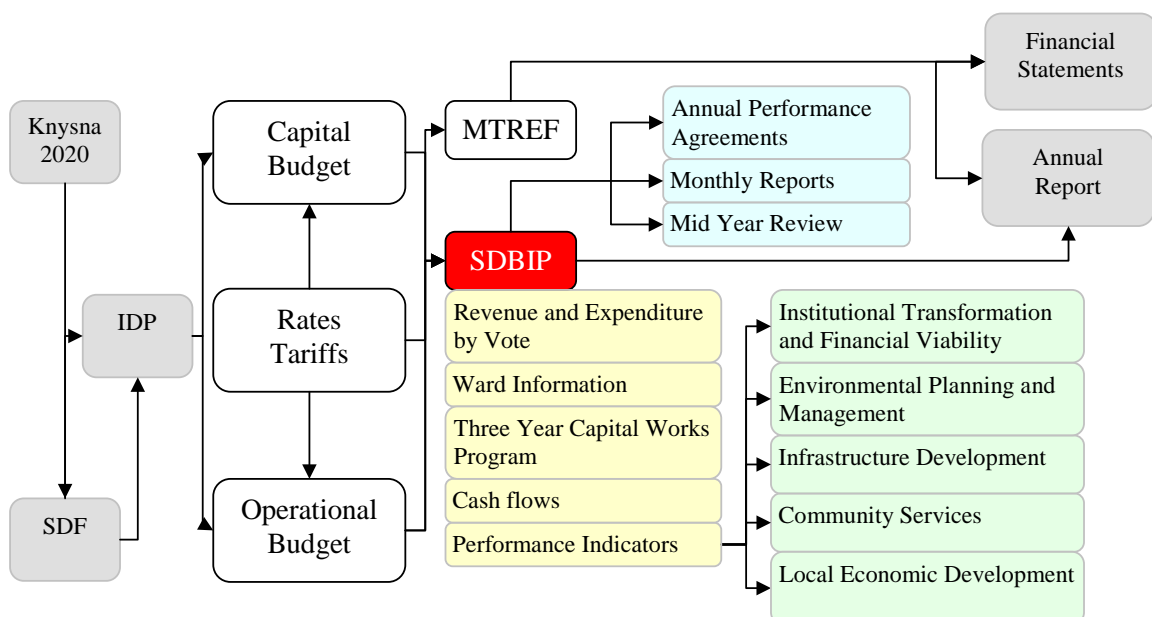 Knysna
2020
SDF
IDP
Capital
Budget
Rates
Tariffs
Operational
Budget
MTREF
SDBIP
Revenue and Expenditure
by Vote
Ward Information
Three Year Capital Works
Program
Cash flows
Performance Indicators
Annual Performance
Agreements
Monthly Reports
Mid Year Review
Institutional Transformation
and Financial Viability
Environmental Planning and
Management
Infrastructure Development
Community Services
Local Economic Development
Financial
Statements
Annual
Report